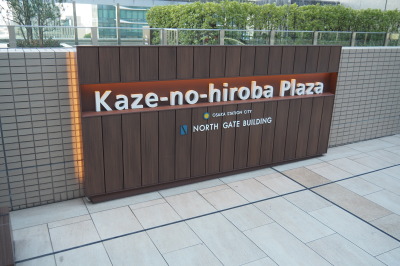 Kaze-no-hiroba Plaza
OSAKA STATION CITY
NORTH GATE BUILDING